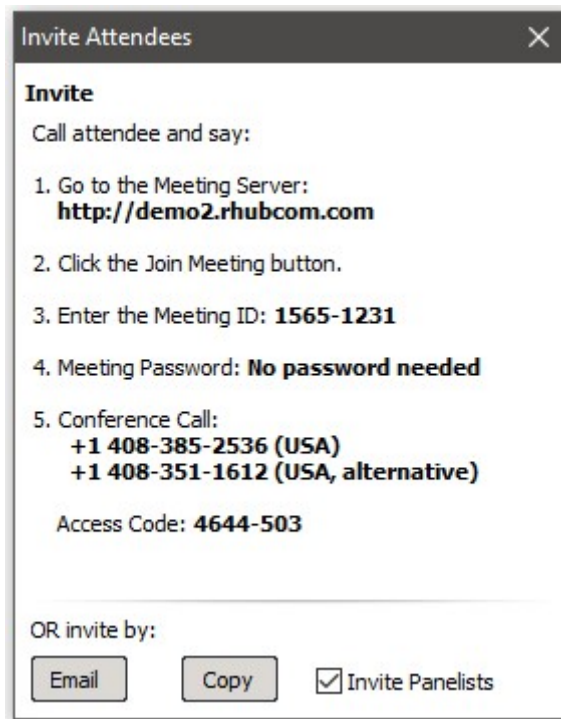 Invite Attendees
Invite
Call attendee and say:
1. Go to the Meeting Server:
http://demo2.rhubcom.com
2. Click the Join Meeting button.
3. Enter the Meeting ID: 1565-1231
4. Meeting Password: No password needed
5. Conference Call:
+1 408-385-2536 (USA)
+1 408-351-1612 (USA, alternative)
Access Code: 4644-503
OR invite by:
Email Copy Invite Panelists